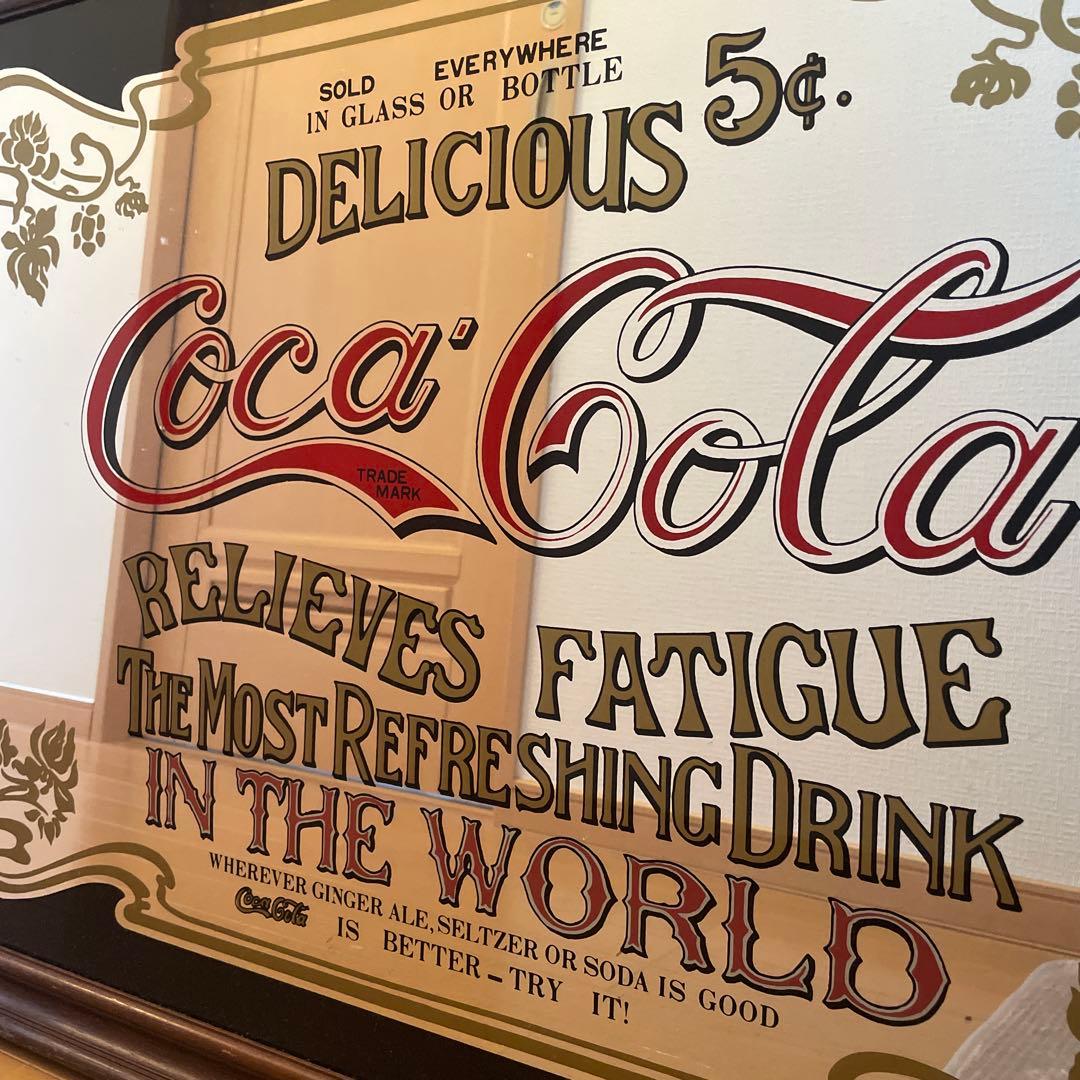 SOLD EVERYWHERE 5¢.
IN GLASS OR BOTTLE
DELICIOUS
Coca-Cola
TRADE
MARK
RELIEVES FATIGUE
THE MOST REFRESHING DRINK
IN THE WORLD
WHEREVER GINGER ALE, SELTZER OR SODA IS GOOD
Coca-Cola IS BETTER – TRY IT!